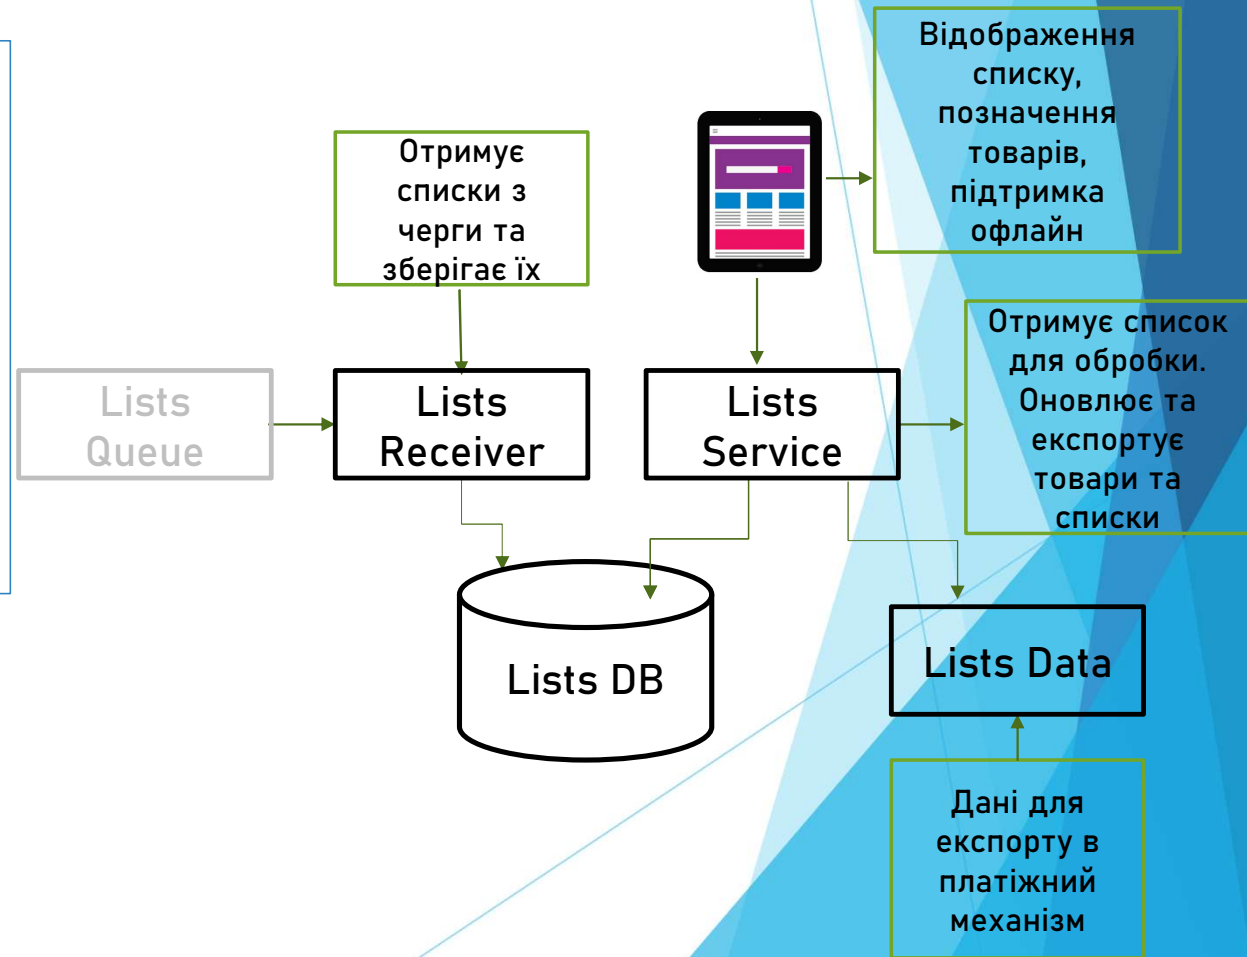 Відображення
списку,
позначення
товарів,
підтримка
офлайн
Отримує
списки з
черги та
зберігає їх
Отримує список
для обробки.
Оновлює та
експортує
товари та
списки
Lists
Queue
Lists
Receiver
Lists
Service
Lists DB
Lists Data
Дані для
експорту в
платіжний
механізм